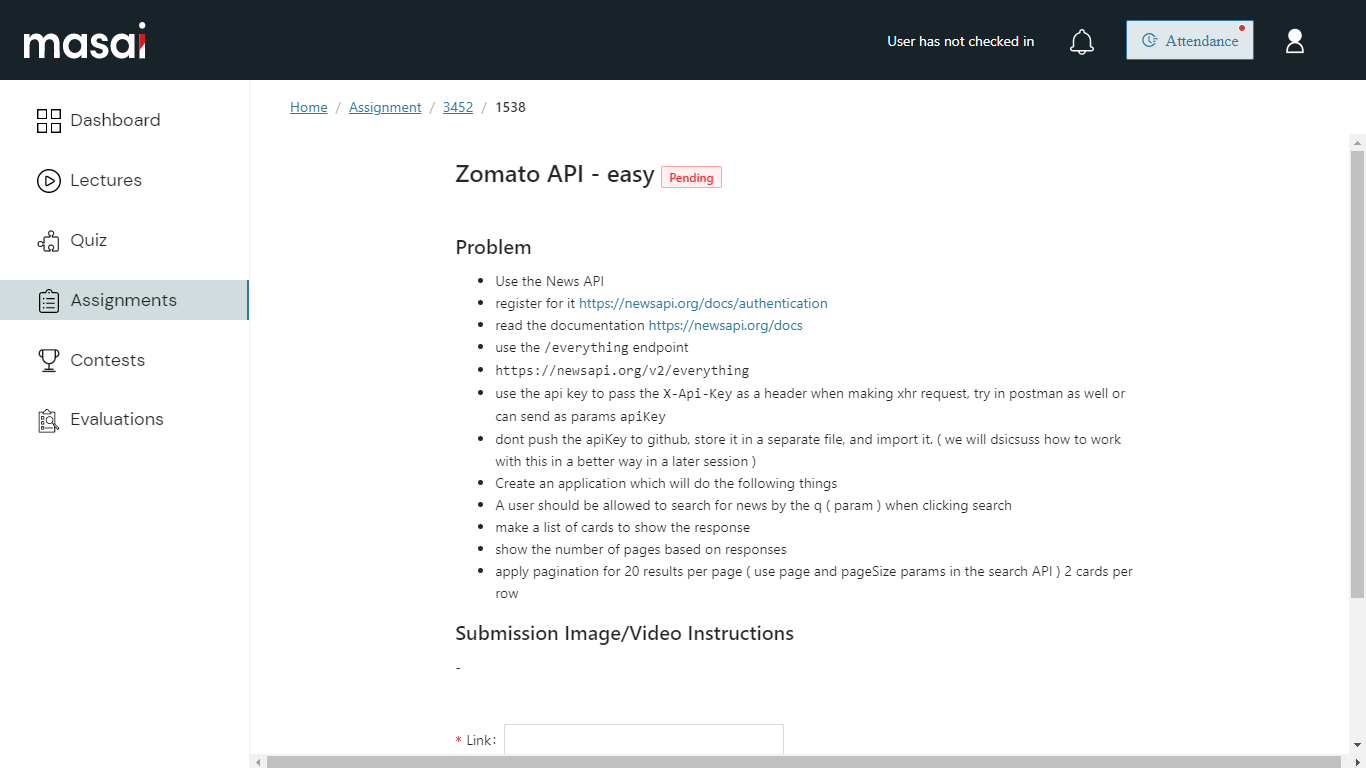 masai
User has not checked in
Attendance
Dashboard
Lectures
Quiz
Assignments
Contests
Evaluations
Home / Assignment / 3452 / 1538
Zomato API - easy Pending
Problem
• Use the News API
• register for it https://newsapi.org/docs/authentication
• read the documentation https://newsapi.org/docs
• use the /everything endpoint
• https://newsapi.org/v2/everything
• use the api key to pass the X-Api-Key as a header when making xhr request, try in postman as well or
can send as params apiKey
• dont push the apiKey to github, store it in a separate file, and import it. ( we will dsicsuss how to work
with this in a better way in a later session )
• Create an application which will do the following things
• A user should be allowed to search for news by the q ( param ) when clicking search
• make a list of cards to show the response
• show the number of pages based on responses
• apply pagination for 20 results per page ( use page and pageSize params in the search API ) 2 cards per
row
Submission Image/Video Instructions
-
* Link: